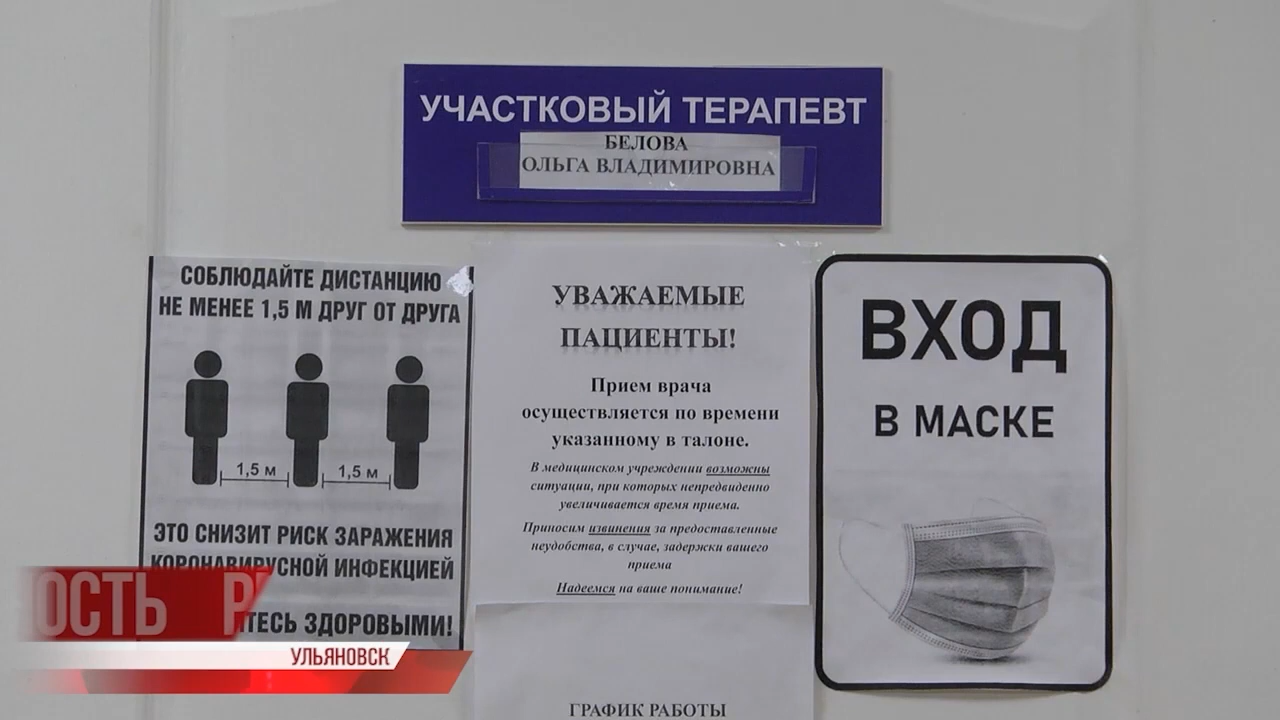 УЧАСТКОВЫЙ ТЕРАПЕВТ
БЕЛОВА
ОЛЬГА ВЛАДИМИРОВНА
СОБЛЮДАЙТЕ ДИСТАНЦИЮ
НЕ МЕНЕЕ 1,5 М ДРУГ ОТ ДРУГА
1,5 м 1,5 м
ЭТО СНИЗИТ РИСК ЗАРАЖЕНИЯ
КОРОНАВИРУСНОЙ ИНФЕКЦИЕЙ
ЗДОРОВЫМИ!
УВАЖАЕМЫЕ
ПАЦИЕНТЫ!
Прием врача
осуществляется по времени
указанному в талоне.
В медицинском учреждении возможны
ситуации, при которых непредвиденно
увеличивается время приема.
Приносим извинения за предоставленные
неудобства, в случае, задержки вашего
приема
Надеемся на ваше понимание!
ГРАФИК РАБОТЫ
ВХОД
В МАСКЕ
УЛЬЯНОВСК